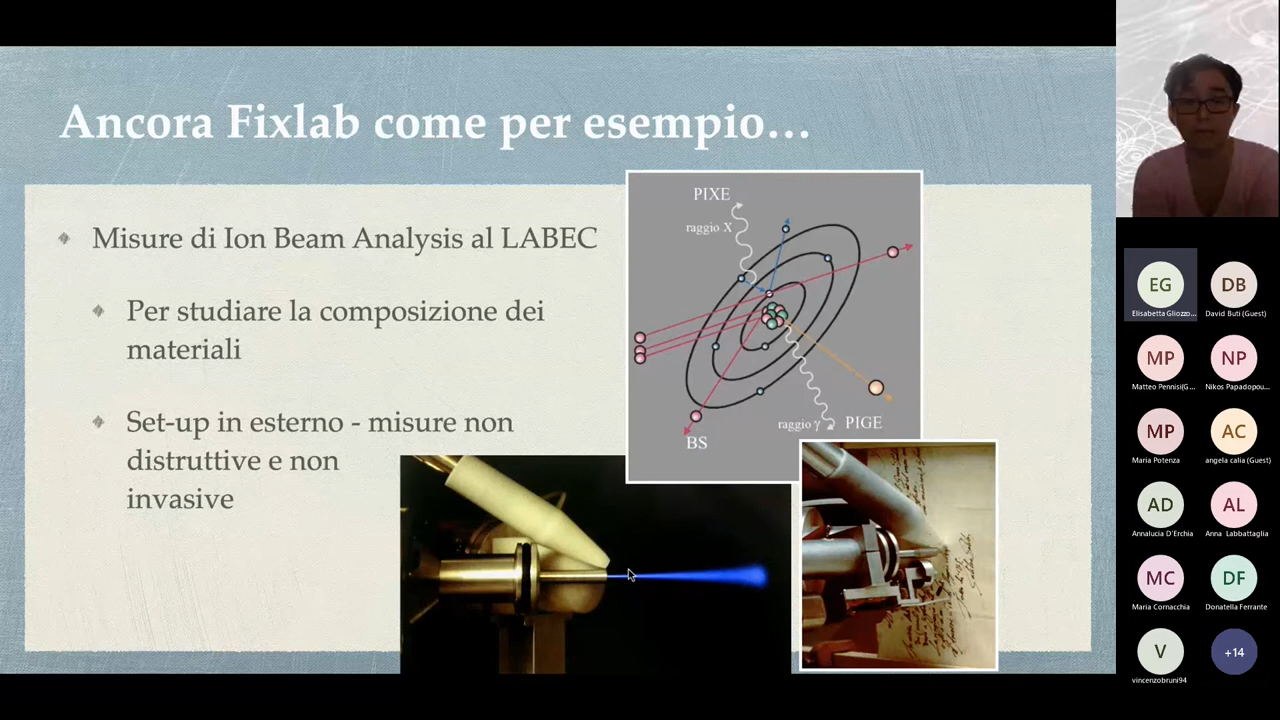 Ancora Fixlab come per esempio…
Misure di Ion Beam Analysis al LABEC
Per studiare la composizione dei
materiali
Set-up in esterno - misure non
distruttive e non
invasive
PIXE
raggio X
raggio γ
PIGE
BS
EG
Elisabetta Gliozzo...
DB
David Buti (Guest)
MP
Matteo Pennisi(G...
NP
Nikos Papadopou...
MP
Maria Potenza
AC
angela calia (Guest)
AD
Annalucia D'Erchia
AL
Anna Labbattaglia
MC
Maria Cornacchia
DF
Donatella Ferrante
V
vincenzobruni94
+14